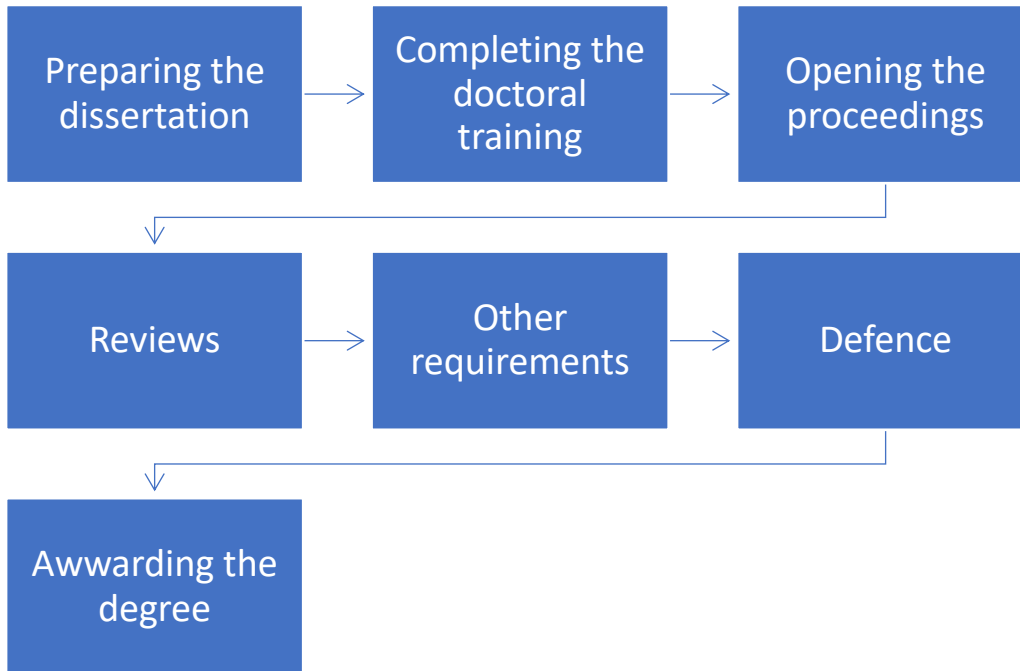 Preparing the
dissertation
Completing the
doctoral
training
Opening the
proceedings
Reviews
Other
requirements
Defence
Awwarding the
degree